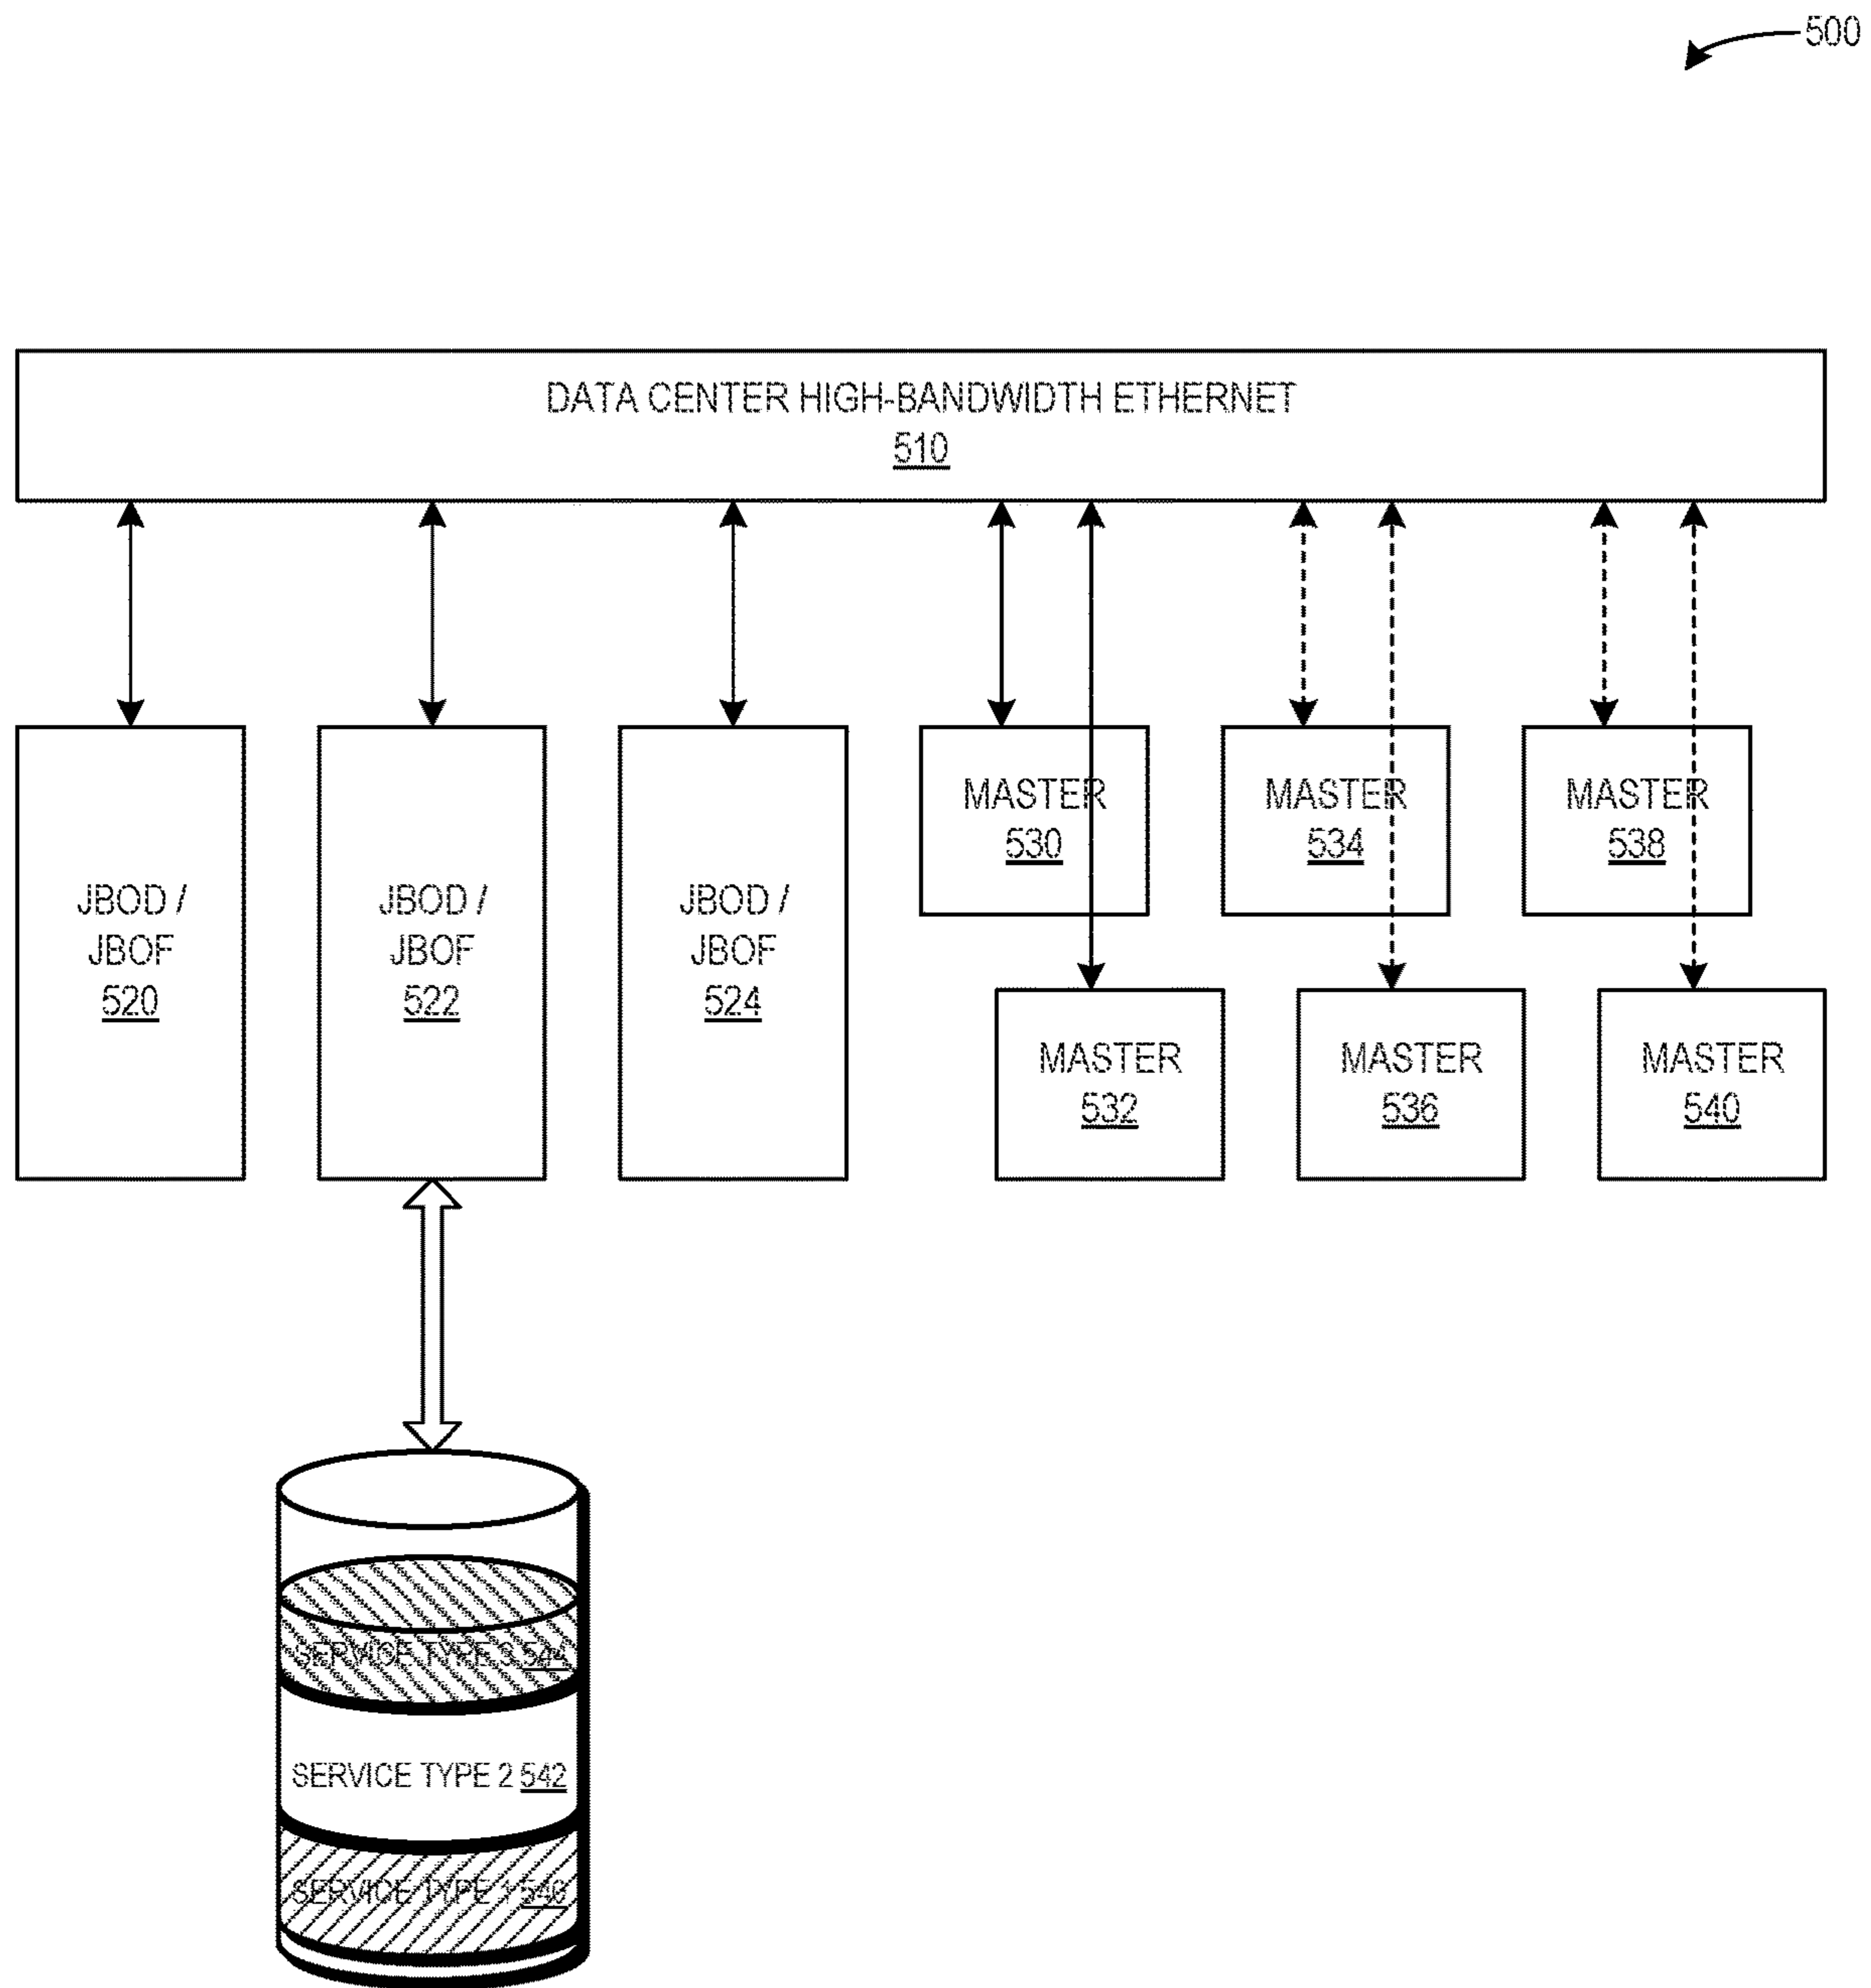 500
DATA CENTER HIGH-BANDWIDTH ETHERNET
510
JBOD /
JBOF
520
JBOD /
JBOF
522
JBOD /
JBOF
524
MASTER
530
MASTER
534
MASTER
538
MASTER
532
MASTER
536
MASTER
540
SERVICE TYPE 3
SERVICE TYPE 2 542
SERVICE TYPE 1